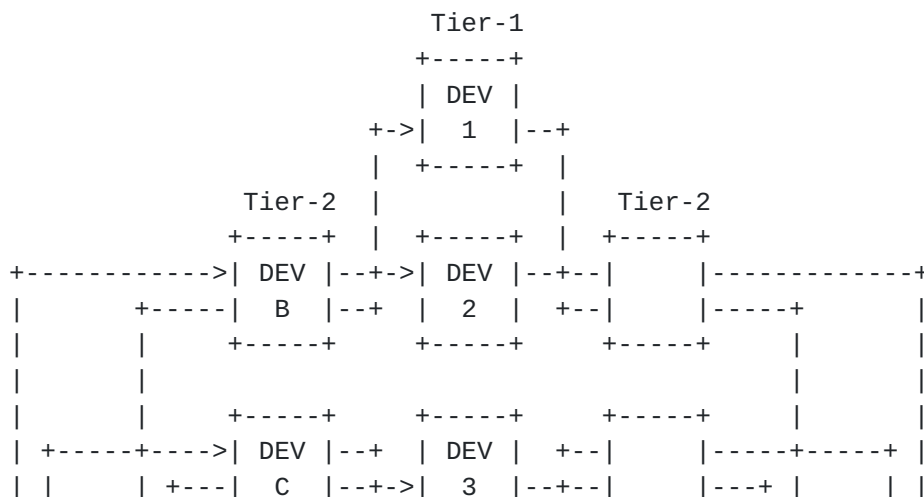 Tier-1
DEV
1
Tier-2 Tier-2
DEV DEV
B 2
DEV DEV
C 3